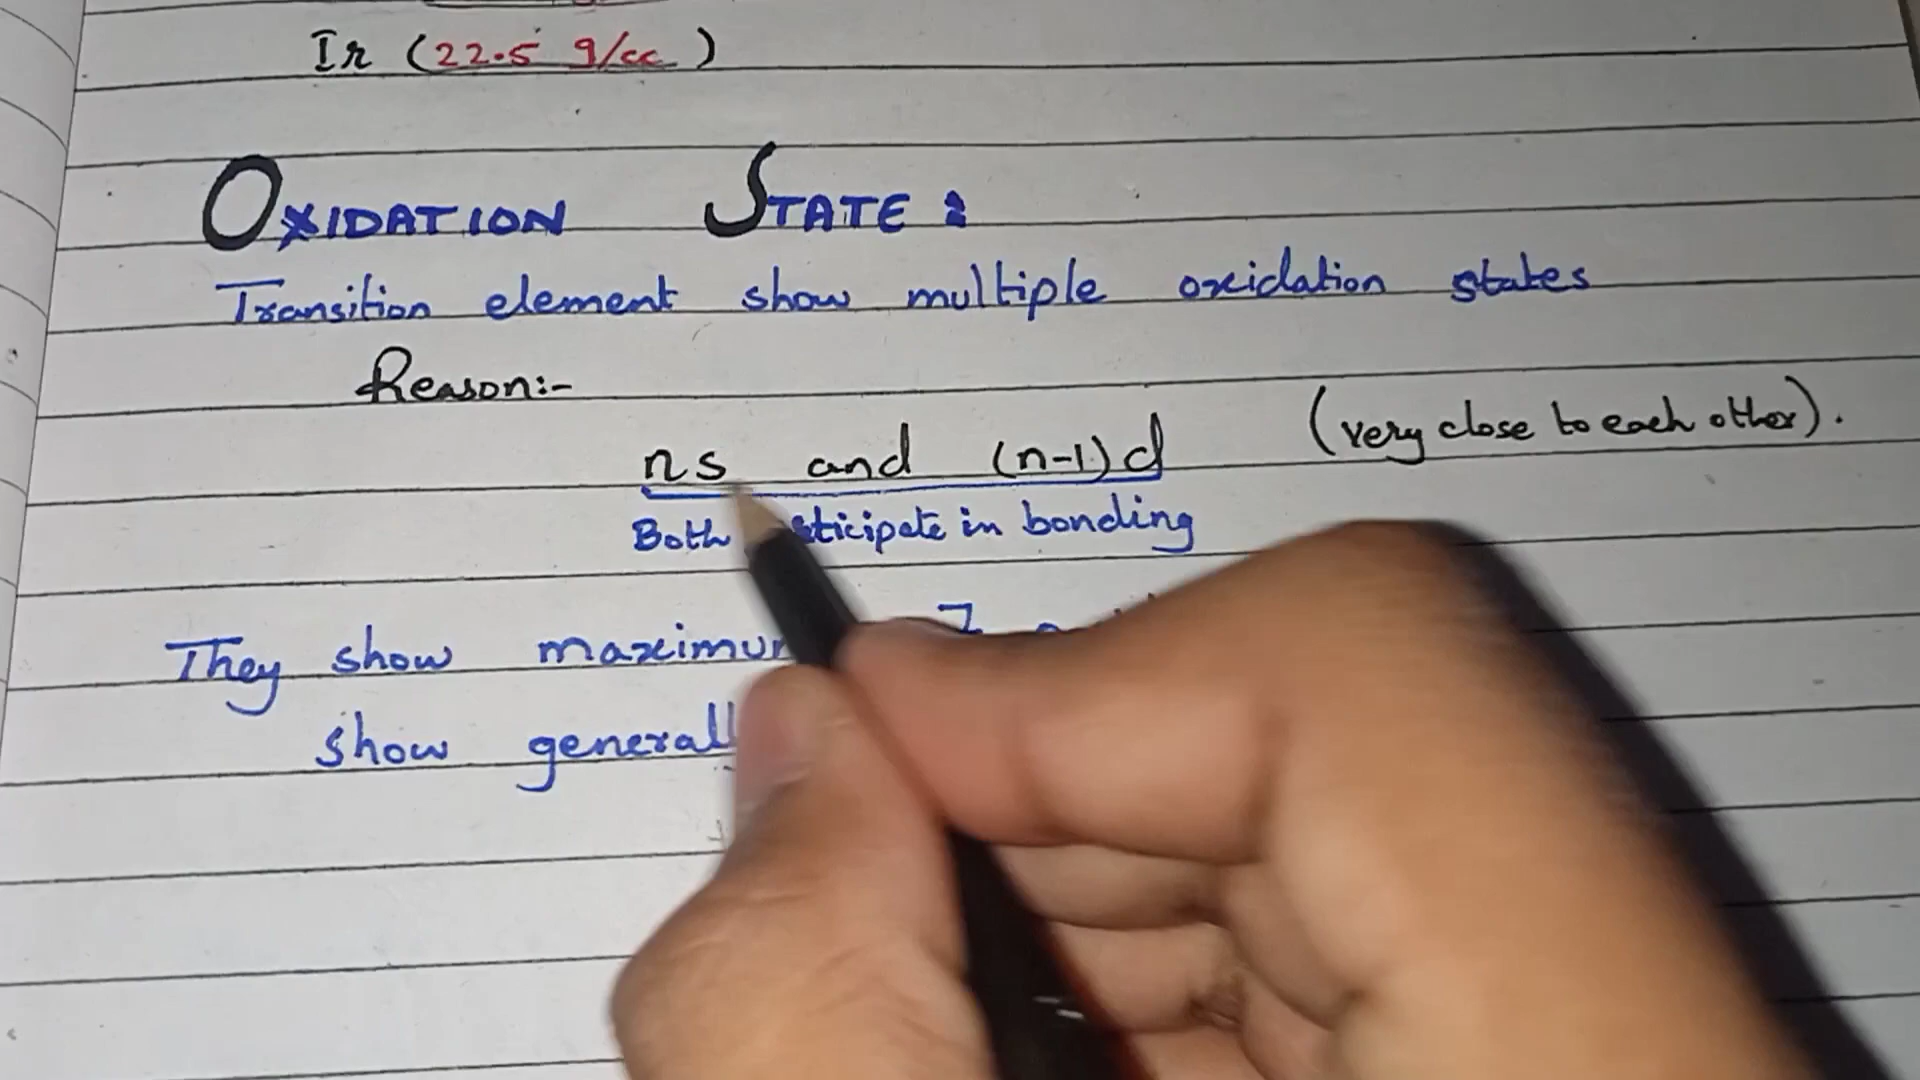 Ir (22.5 g/cc)
OXIDATION STATE:
Transition element show multiple oxidation states
Reason:-
ns and (n-1)d (very close to each other).
Both in bonding
They show 7
show